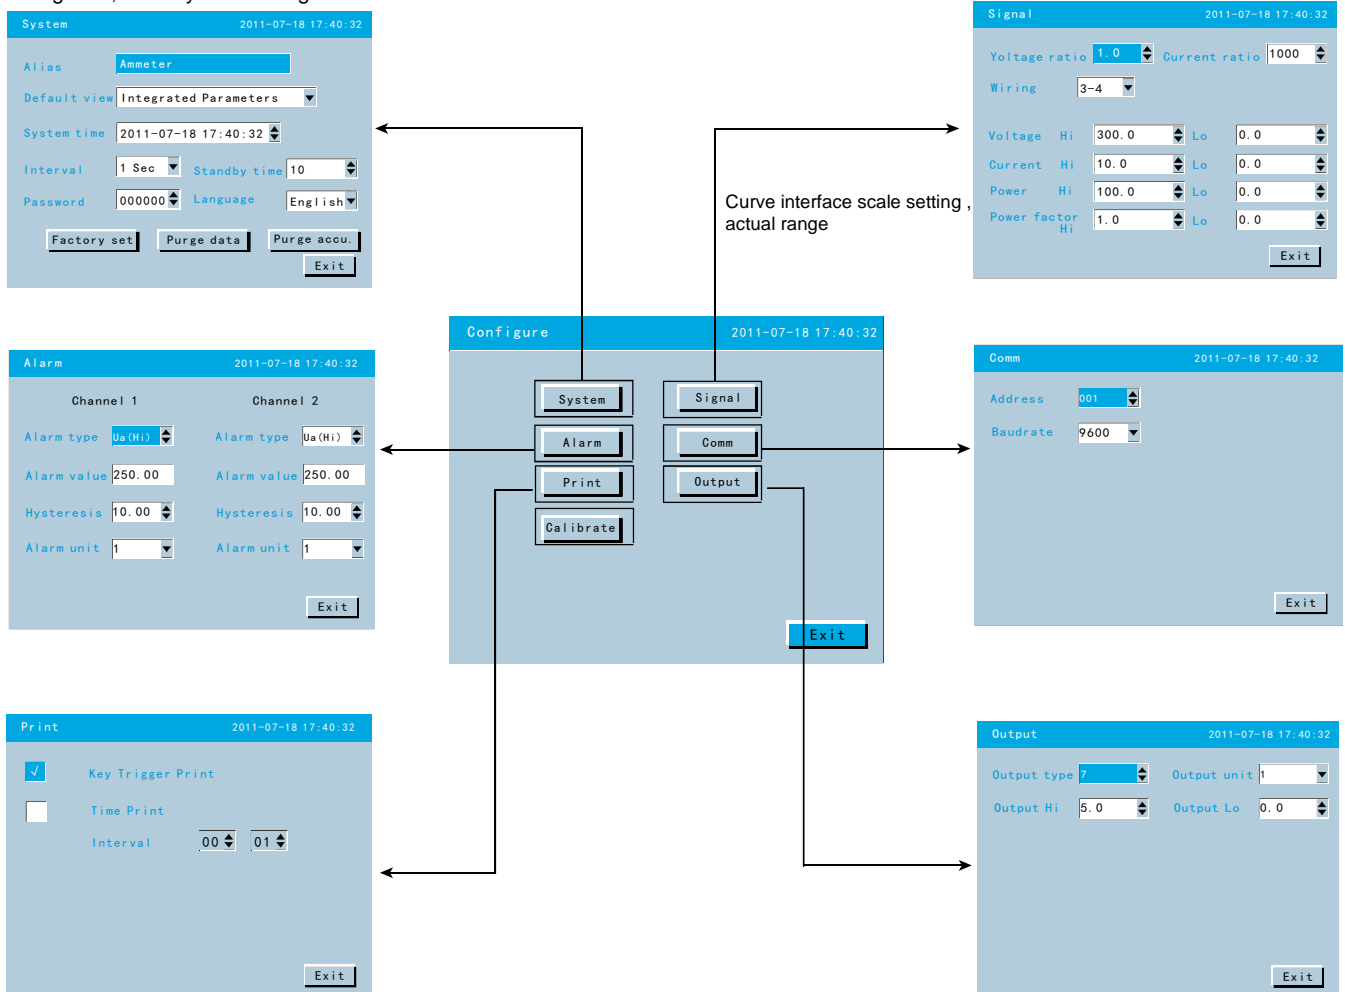 System 2011-07-18 17:40:32
Alias Ammeter
Default view Integrated Parameters
System time 2011-07-18 17:40:32
Interval 1 Sec Standby time 10
Password 000000 Language English
Factory set Purge data Purge accu.
Exit
Signal 2011-07-18 17:40:32
Yoltage ratio 1.0 Current ratio 1000
Wiring 3-4
Voltage Hi 300.0 Lo 0.0
Current Hi 10.0 Lo 0.0
Power Hi 100.0 Lo 0.0
Power factor Hi 1.0 Lo 0.0
Exit
Curve interface scale setting ,
actual range
Configure 2011-07-18 17:40:32
System Signal
Alarm Comm
Print Output
Calibrate
Exit
Alarm 2011-07-18 17:40:32
Channel 1 Channel 2
Alarm type Ua(Hi) Alarm type Ua(Hi)
Alarm value 250.00 Alarm value 250.00
Hysteresis 10.00 Hysteresis 10.00
Alarm unit 1 Alarm unit 1
Exit
Comm 2011-07-18 17:40:32
Address 001
Baudrate 9600
Exit
Print 2011-07-18 17:40:32
√ Key Trigger Print
Time Print
Interval 00 01
Exit
Output 2011-07-18 17:40:32
Output type 7 Output unit 1
Output Hi 5.0 Output Lo 0.0
Exit